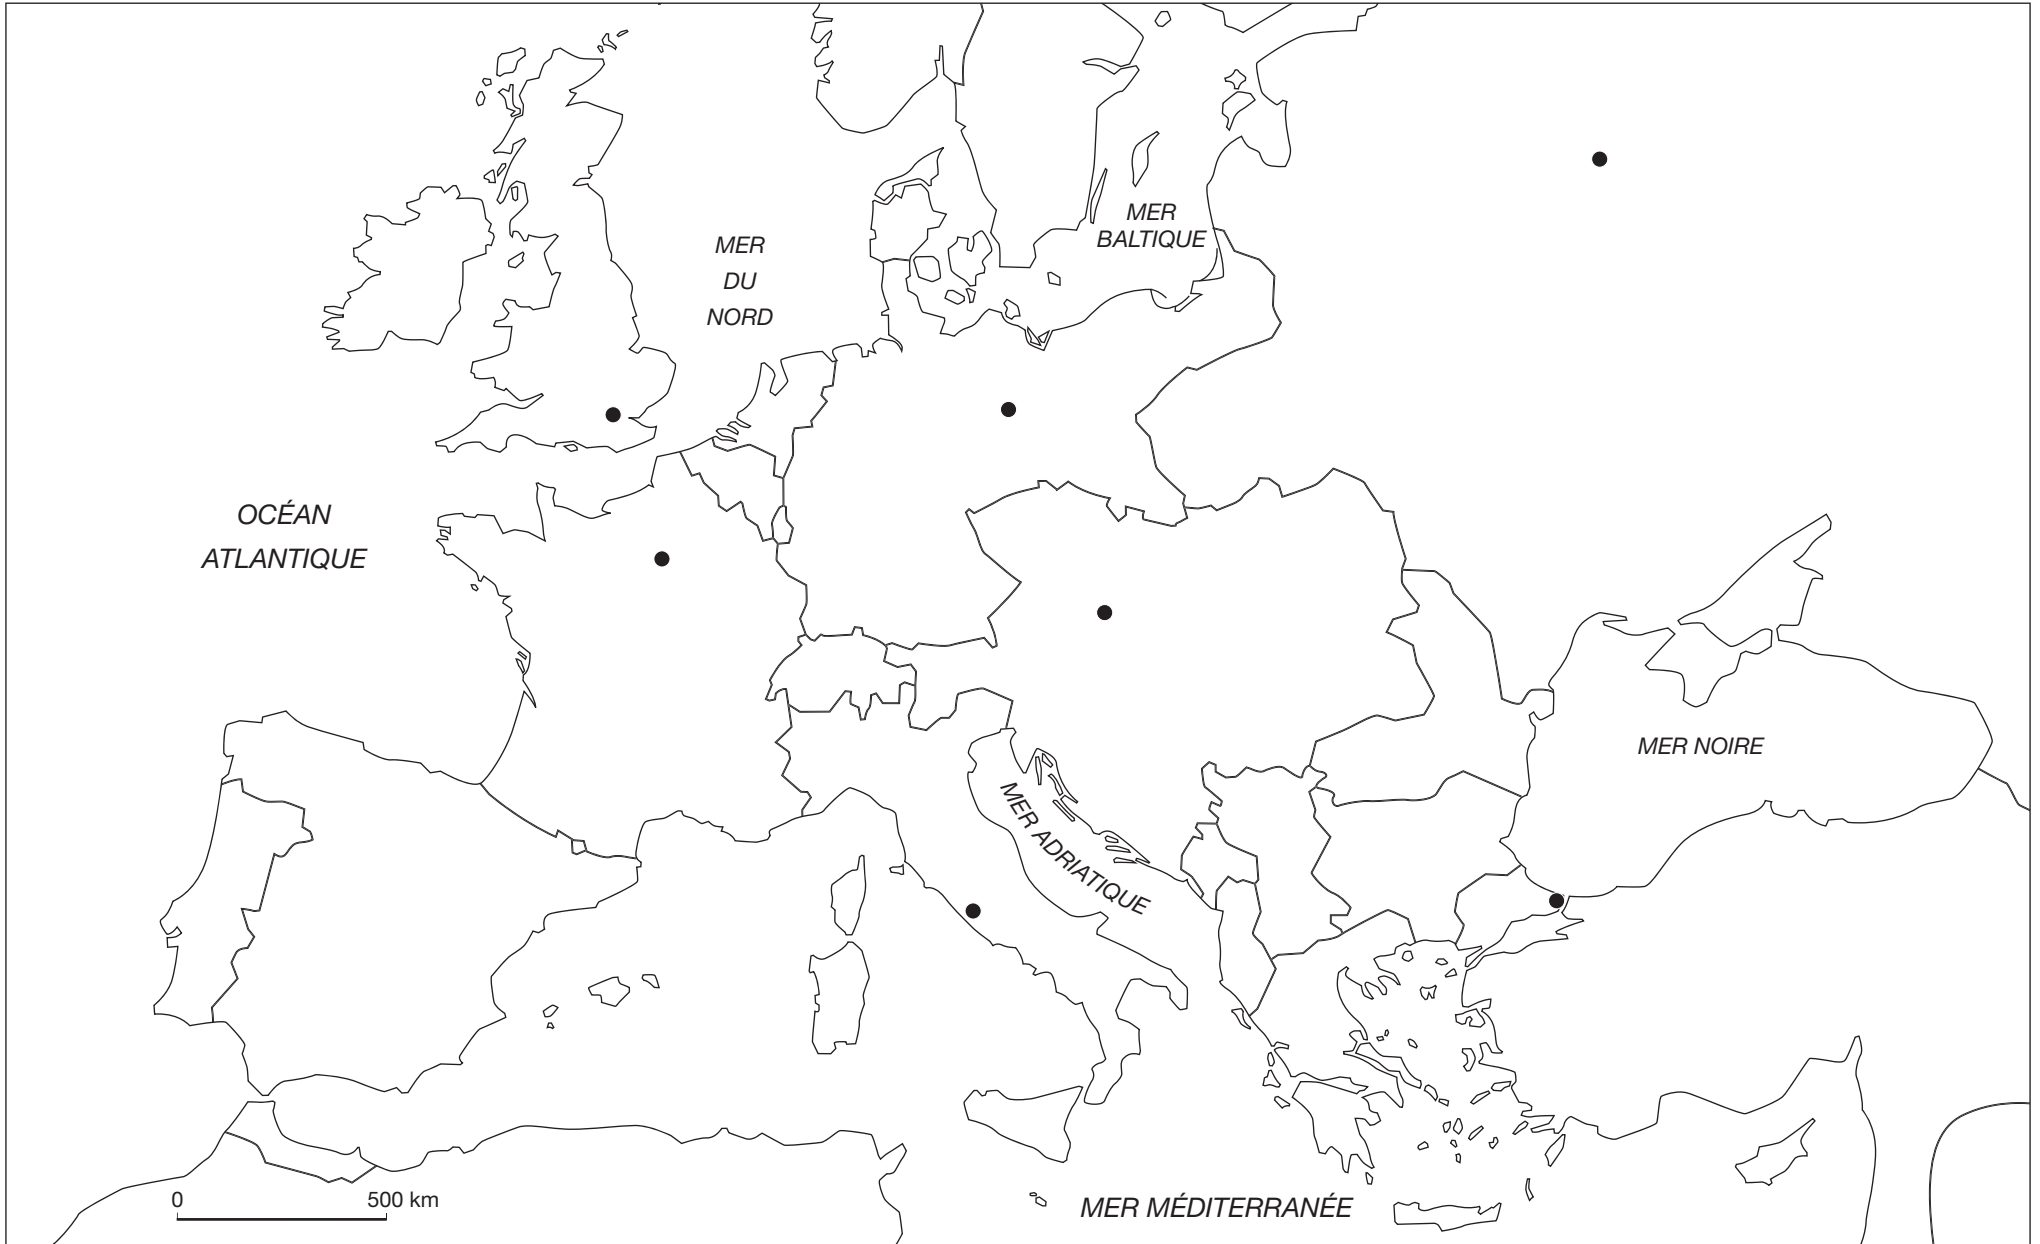 MER
BALTIQUE
MER
DU
NORD
OCÉAN
ATLANTIQUE
MER NOIRE
MER ADRIATIQUE
0 500 km
MER MÉDITERRANÉE